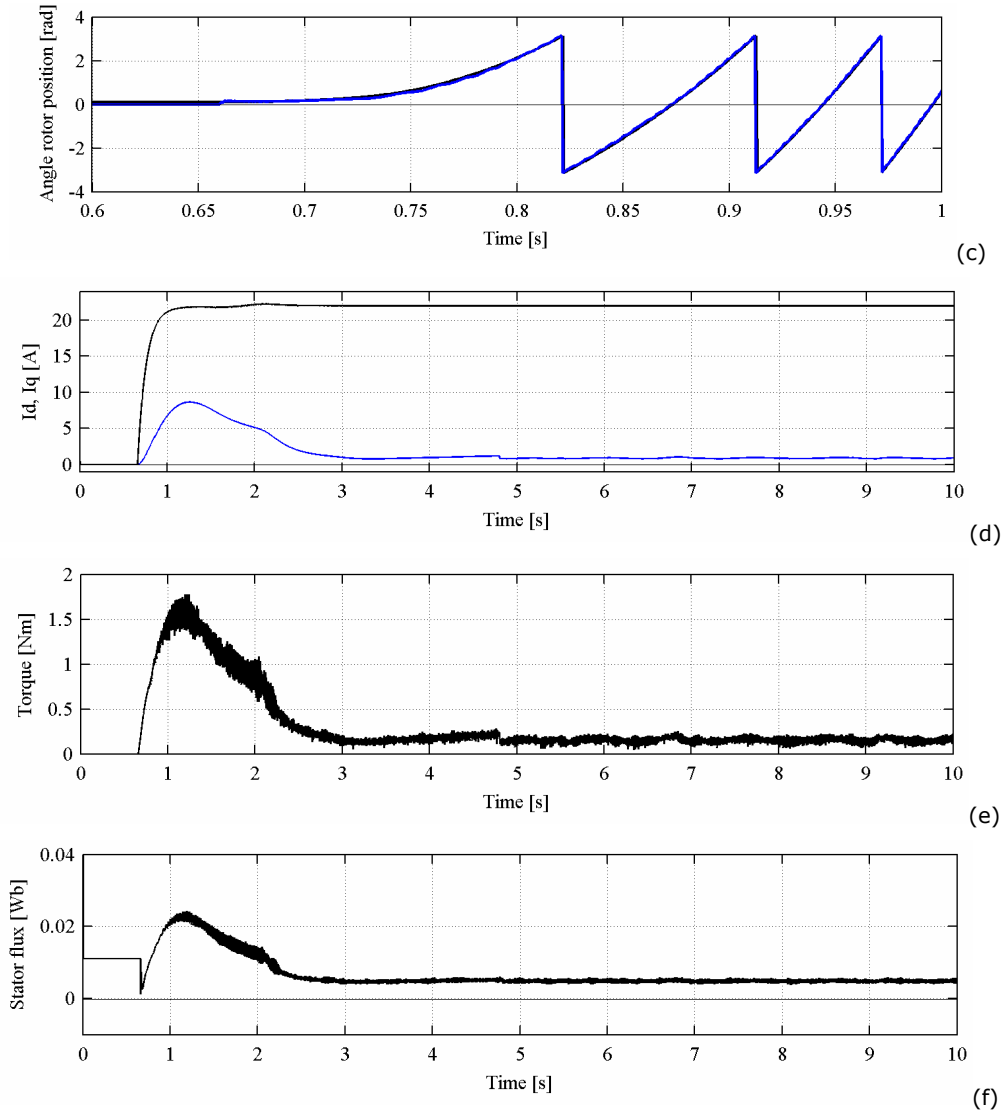 Angle rotor position [rad]
4
2
0
-2
-4
0.6 0.65 0.7 0.75 0.8 0.85 0.9 0.95 1
Time [s]
(c)
Id, Iq [A]
20
15
10
5
0
0 1 2 3 4 5 6 7 8 9 10
Time [s]
(d)
Torque [Nm]
2
1.5
1
0.5
0
0 1 2 3 4 5 6 7 8 9 10
Time [s]
(e)
Stator flux [Wb]
0.04
0.02
0
0 1 2 3 4 5 6 7 8 9 10
Time [s]
(f)